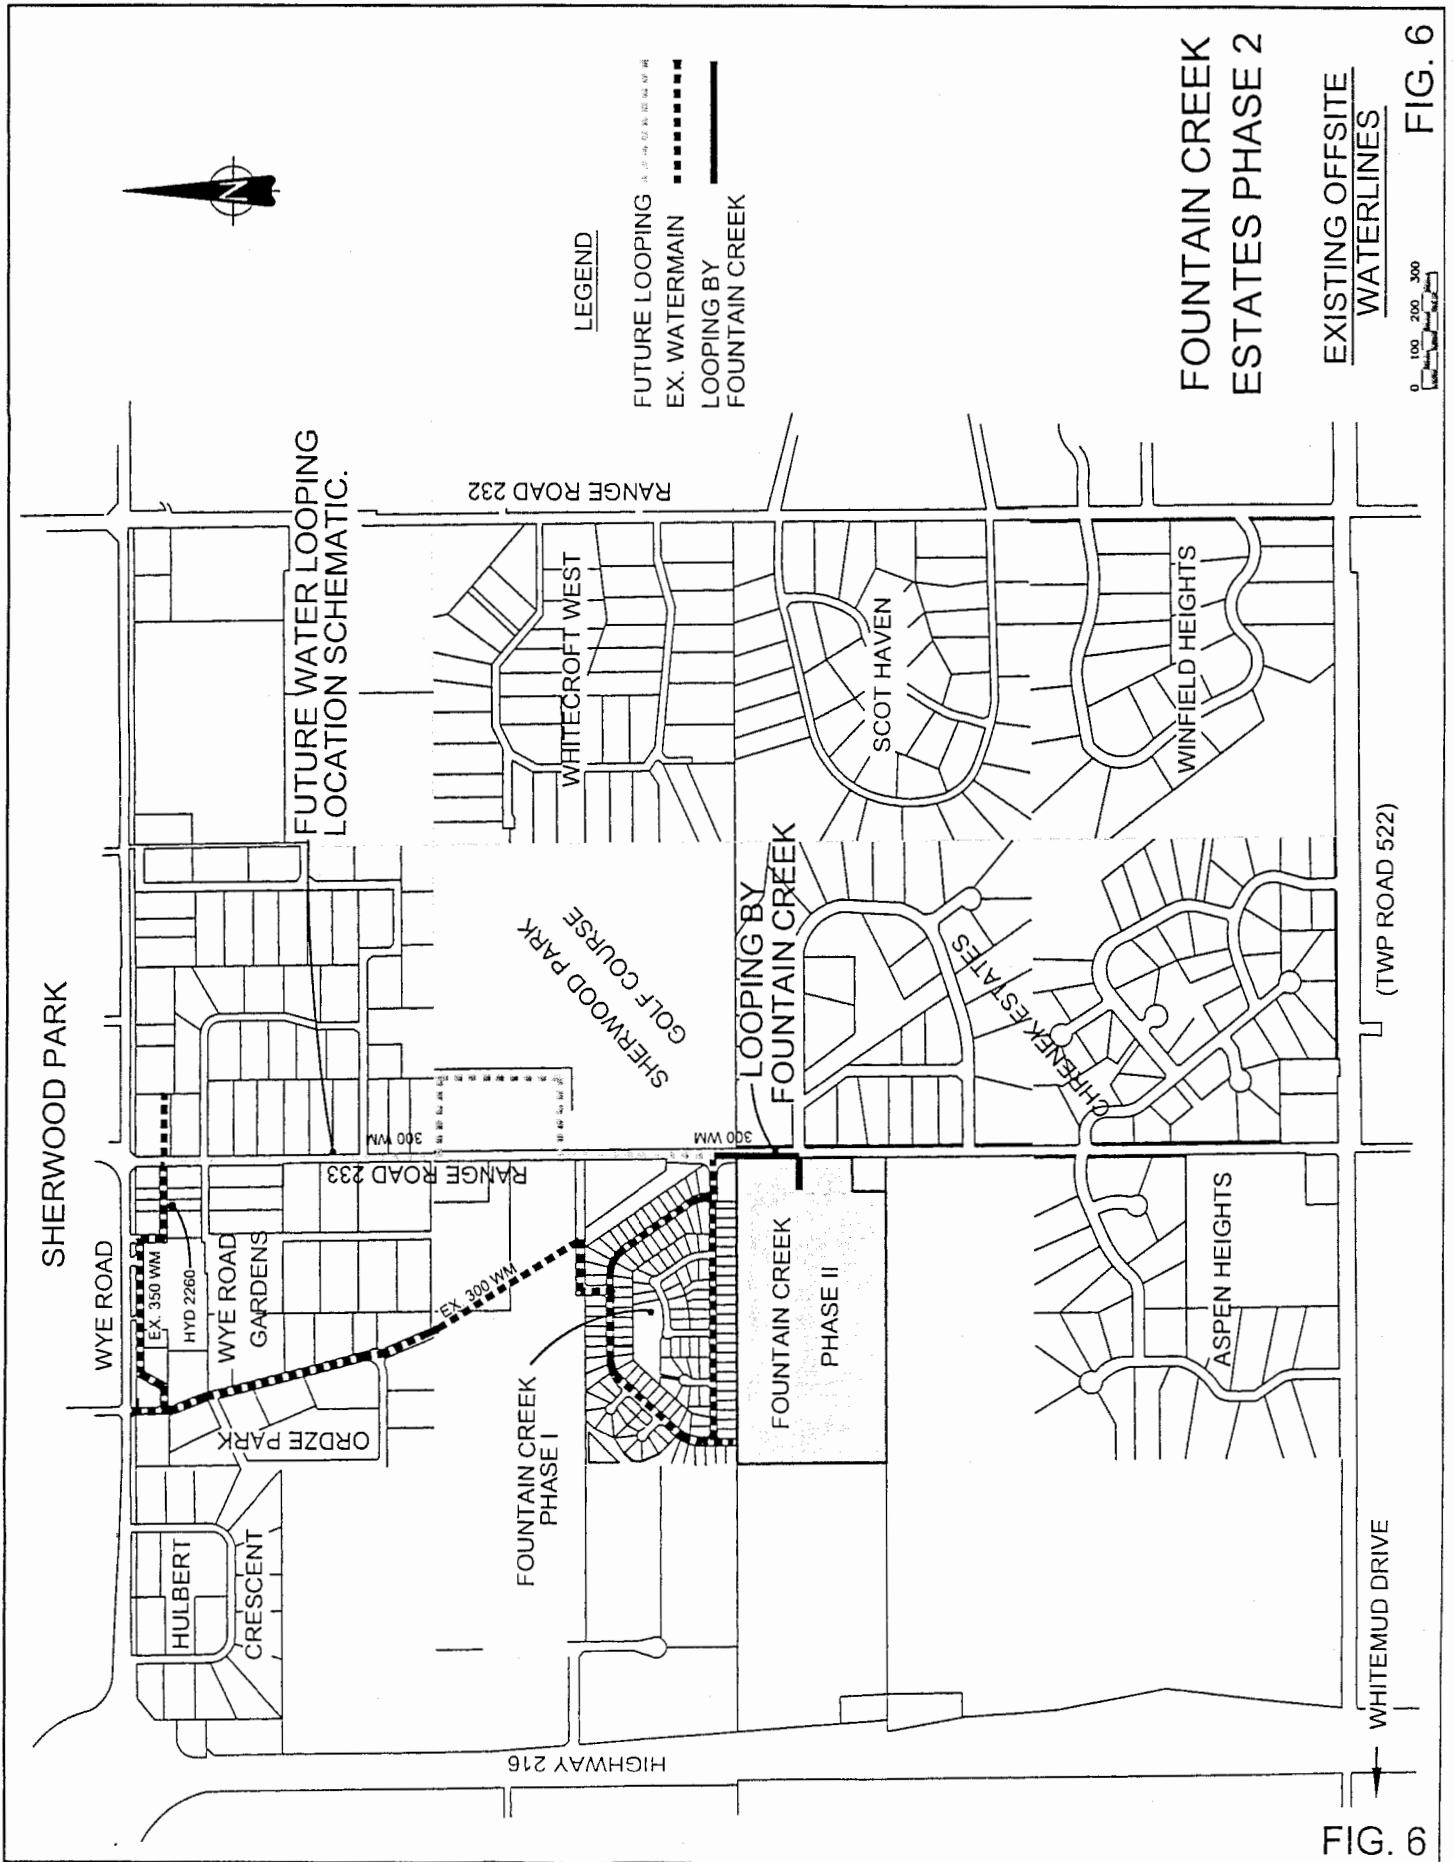 SHERWOOD PARK
WYE ROAD
EX. 350 WM
HYD 2260
WYE ROAD
GARDENS
HULBERT
CRESCENT
ORDZE PARK
EX. 300 WM
RANGE ROAD 233
300 WM
FUTURE WATER LOOPING
LOCATION SCHEMATIC.
RANGE ROAD 232
WHITECROFT WEST
SHERWOOD PARK
GOLF COURSE
300 WM
LOOPING BY
FOUNTAIN CREEK
FOUNTAIN CREEK
PHASE I
FOUNTAIN CREEK
PHASE II
SCOT HAVEN
CHRENEK ESTATES
WINFIELD HEIGHTS
ASPEN HEIGHTS
HIGHWAY 216
WHITEMUD DRIVE
(TWP ROAD 522)
N
LEGEND
FUTURE LOOPING
EX. WATERMAIN
LOOPING BY
FOUNTAIN CREEK
FOUNTAIN CREEK
ESTATES PHASE 2
EXISTING OFFSITE
WATERLINES
0 100 200 300
FIG. 6
FIG. 6